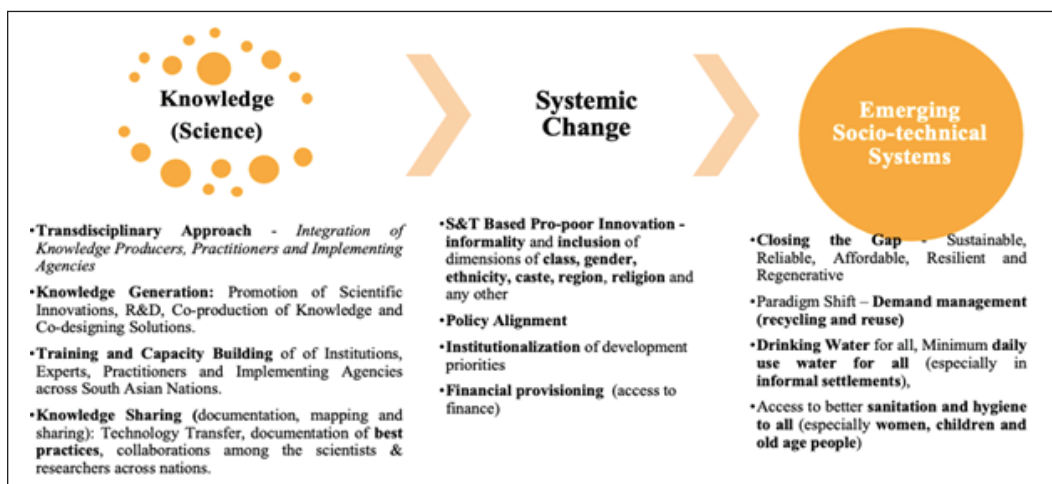 Knowledge
(Science)
•Transdisciplinary Approach - Integration of
Knowledge Producers, Practitioners and Implementing
Agencies
•Knowledge Generation: Promotion of Scientific
Innovations, R&D, Co-production of Knowledge and
Co-designing Solutions.
•Training and Capacity Building of of Institutions,
Experts, Practitioners and Implementing Agencies
across South Asian Nations.
•Knowledge Sharing (documentation, mapping and
sharing): Technology Transfer, documentation of best
practices, collaborations among the scientists &
researchers across nations.
Systemic
Change
•S&T Based Pro-poor Innovation -
informality and inclusion of
dimensions of class, gender,
ethnicity, caste, region, religion and
any other
•Policy Alignment
•Institutionalization of development
priorities
•Financial provisioning (access to
finance)
Emerging
Socio-technical
Systems
•Closing the Gap - Sustainable,
Reliable, Affordable, Resilient and
Regenerative
•Paradigm Shift – Demand management
(recycling and reuse)
•Drinking Water for all, Minimum daily
use water for all (especially in
informal settlements),
•Access to better sanitation and hygiene
to all (especially women, children and
old age people)